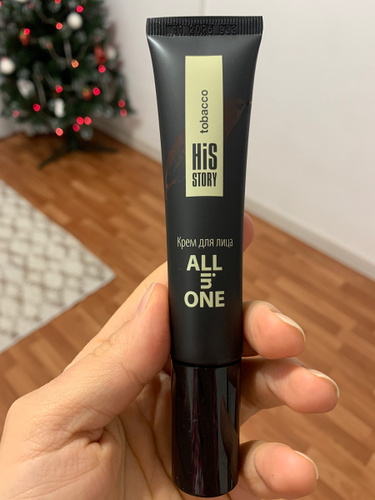 tobacco
HiS
STORY
Крем для лица
ALL
in
ONE